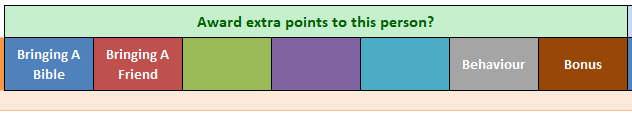 Award extra points to this person?
Bringing A
Bible
Bringing A
Friend
Behaviour
Bonus